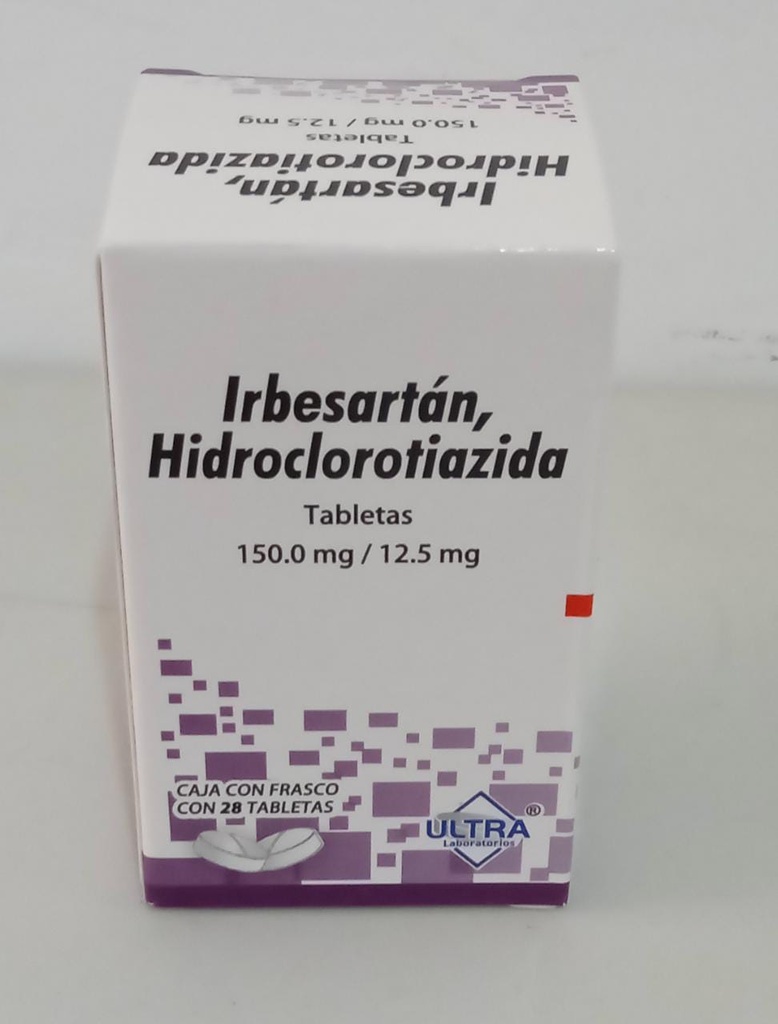 Irbesartán,
Hidroclorotiazida
Tabletas
150.0 mg / 12.5 mg
Irbesartán,
Hidroclorotiazida
Tabletas
150.0 mg / 12.5 mg
CAJA CON FRASCO
CON 28 TABLETAS
ULTRA®
Laboratorios